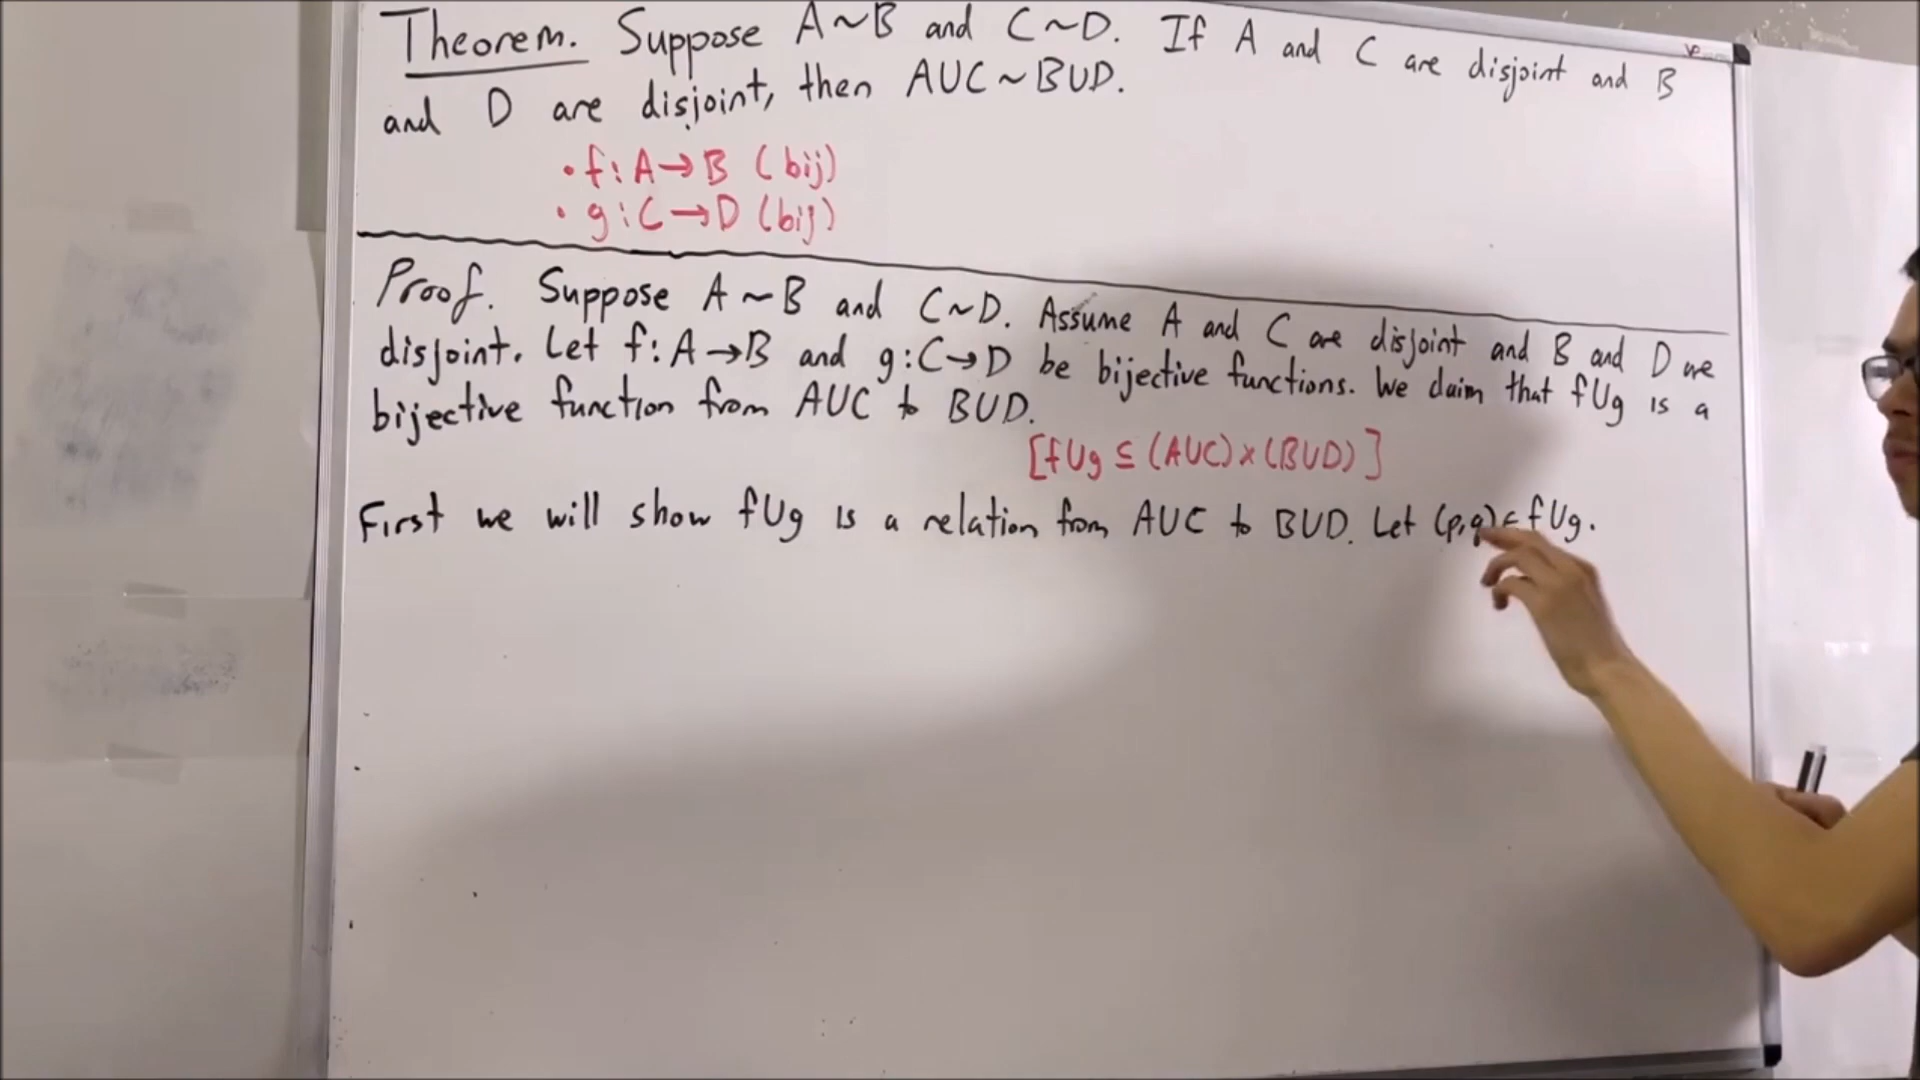 Theorem. Suppose A~B and C~D. If A and C are disjoint and B
and D are disjoint, then A∪C~B∪D.
• f: A→B (bij)
• g: C→D (bij)
Proof. Suppose A~B and C~D. Assume A and C are disjoint and B and D are
disjoint. Let f: A→B and g: C→D be bijective functions. We claim that f∪g is a
bijective function from A∪C to B∪D.
[f∪g ⊆ (A∪C)×(B∪D)]
First we will show f∪g is a relation from A∪C to B∪D. Let (p,q)∈f∪g.